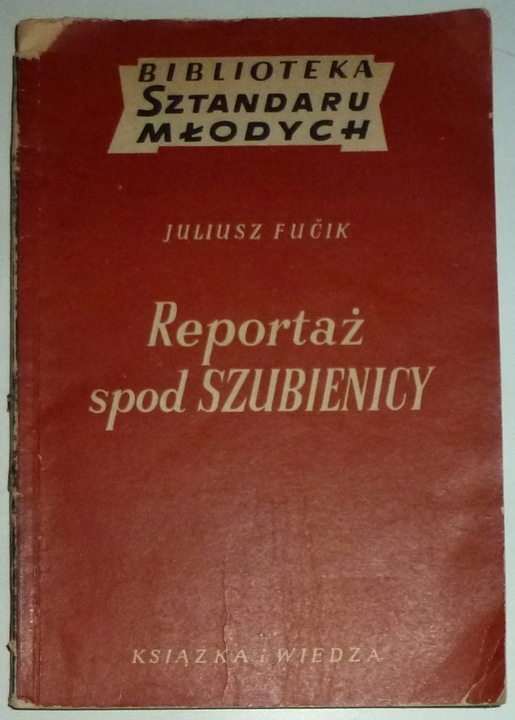 BIBLIOTEKA
SZTANDARU
MŁODYCH
JULIUSZ FUČIK
Reportaż
spod SZUBIENICY
KSIĄŻKA i WIEDZA